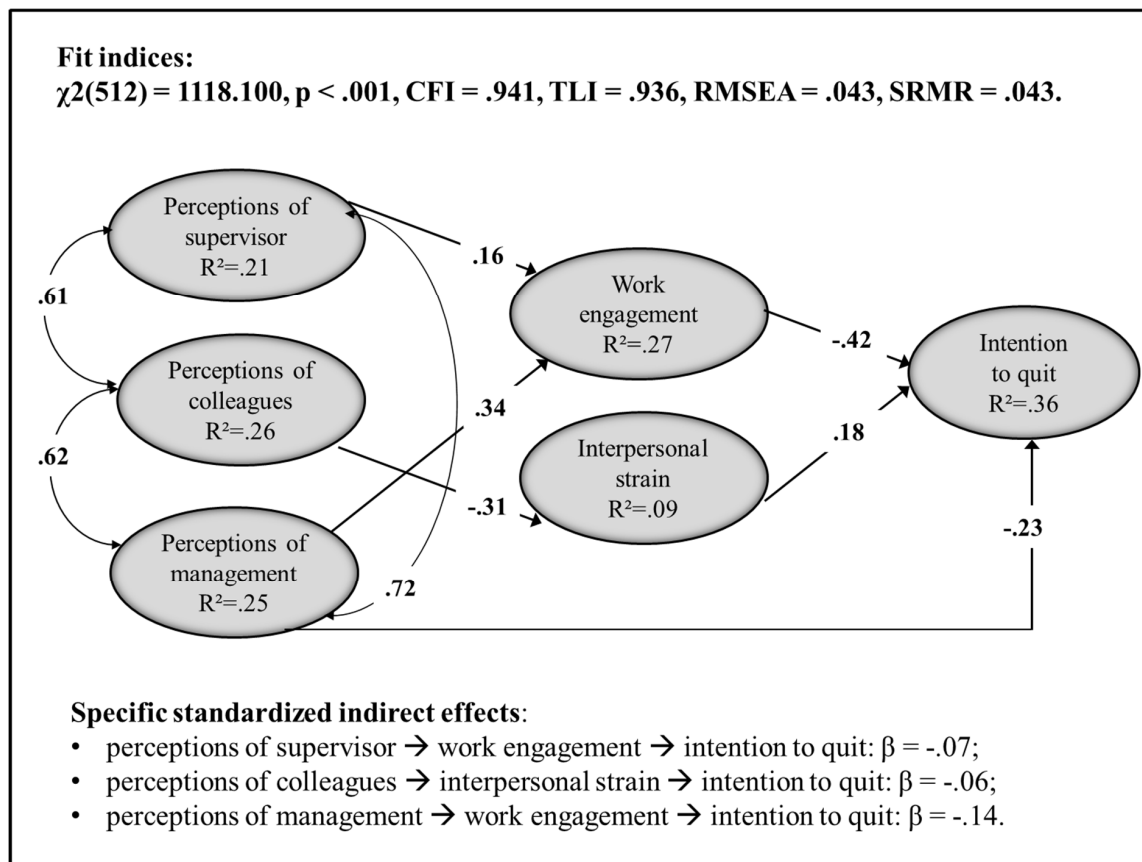 Fit indices:
χ2(512) = 1118.100, p < .001, CFI = .941, TLI = .936, RMSEA = .043, SRMR = .043.
Perceptions of
supervisor
R²=.21
.61
Perceptions of
colleagues
R²=.26
.62
Perceptions of
management
R²=.25
.16
.34
-.31
.72
Work
engagement
R²=.27
Interpersonal
strain
R²=.09
-.42
.18
-.23
Intention
to quit
R²=.36
Specific standardized indirect effects:
• perceptions of supervisor → work engagement → intention to quit: β = -.07;
• perceptions of colleagues → interpersonal strain → intention to quit: β = -.06;
• perceptions of management → work engagement → intention to quit: β = -.14.